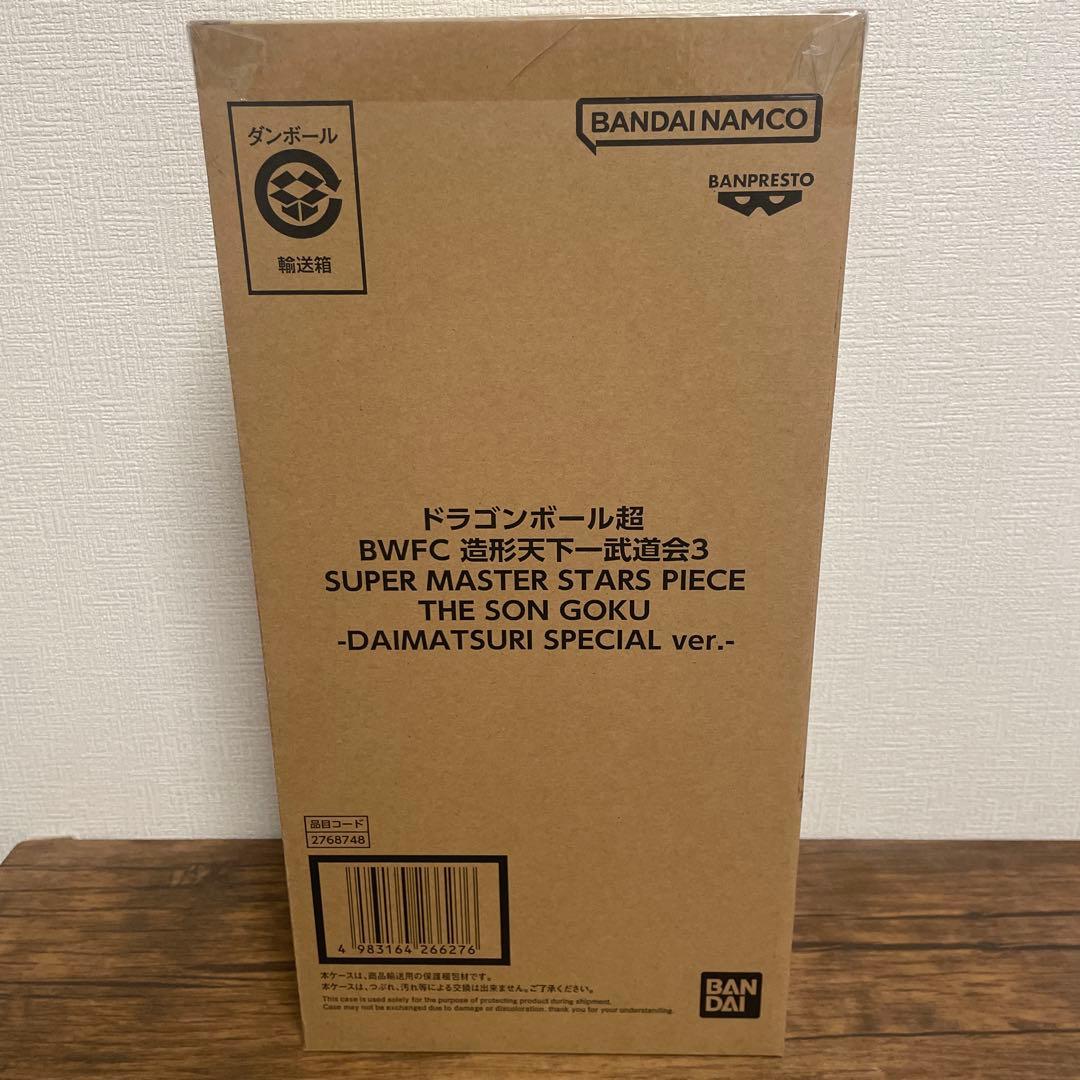 ダンボール
輸送箱
BANDAI NAMCO
BANPRESTO
ドラゴンボール超
BWFC 造形天下一武道会3
SUPER MASTER STARS PIECE
THE SON GOKU
-DAIMATSURI SPECIAL ver.-
品目コード
2768748
4 983164 266276
本ケースは、商品輸送用の保護梱包材です。
本ケースは、つぶれ、汚れ等による交換は出来ません。ご了承ください。
This case is used solely for the purpose of protecting product during shipment.
Case may not be exchanged due to damage or discoloration. thank you for your understanding.
BAN
DAI